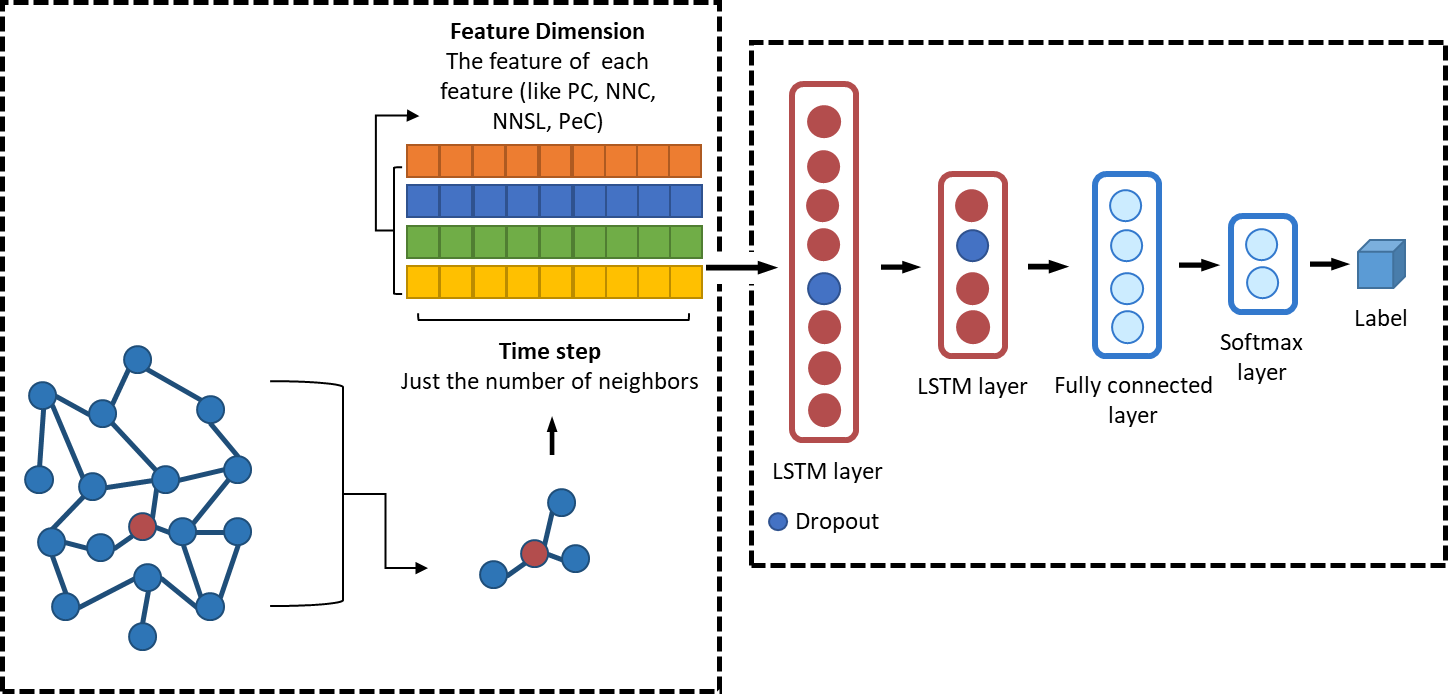 Feature Dimension
The feature of each
feature (like PC, NNC,
NNSL, PeC)
Time step
Just the number of neighbors
LSTM layer
Dropout
LSTM layer
Fully connected
layer
Softmax
layer
Label